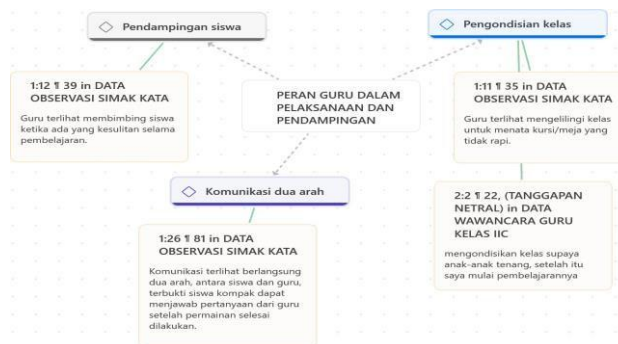 Pendampingan siswa
Pengondisian kelas
1:12 ¶ 39 in DATA
OBSERVASI SIMAK KATA
Guru terlihat membimbing siswa
ketika ada yang kesulitan selama
pembelajaran.
PERAN GURU DALAM
PELAKSANAAN DAN
PENDAMPINGAN
1:11 ¶ 35 in DATA
OBSERVASI SIMAK KATA
Guru terlihat mengelilingi kelas
untuk menata kursi/meja yang
tidak rapi.
Komunikasi dua arah
2:2 ¶ 22, (TANGGAPAN
NETRAL) in DATA
WAWANCARA GURU
KELAS IIC
mengondisikan kelas supaya
anak-anak tenang, setelah itu
saya mulai pembelajarannya
1:26 ¶ 81 in DATA
OBSERVASI SIMAK KATA
Komunikasi terlihat berlangsung
dua arah, antara siswa dan guru,
terbukti siswa kompak dapat
menjawab pertanyaan dari guru
setelah permainan selesai
dilakukan.